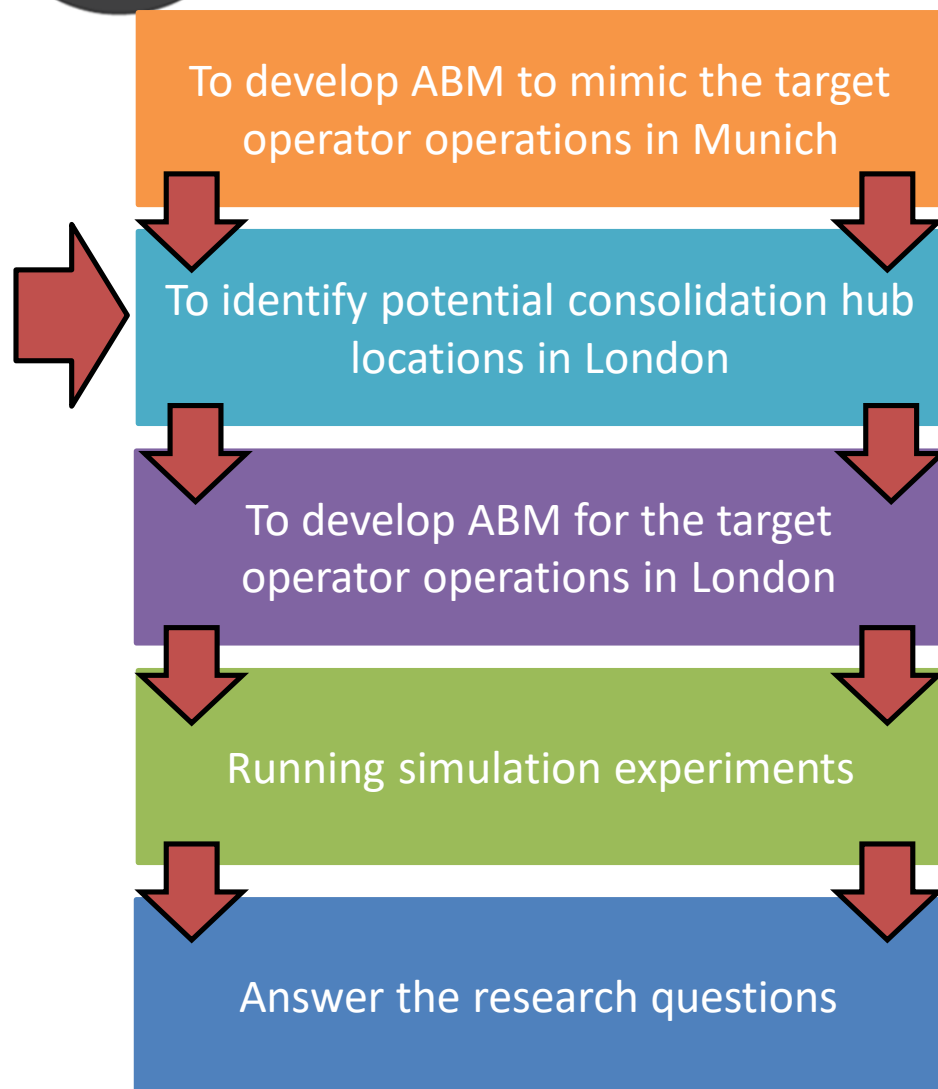 To develop ABM to mimic the target
operator operations in Munich
To identify potential consolidation hub
locations in London
To develop ABM for the target
operator operations in London
Running simulation experiments
Answer the research questions